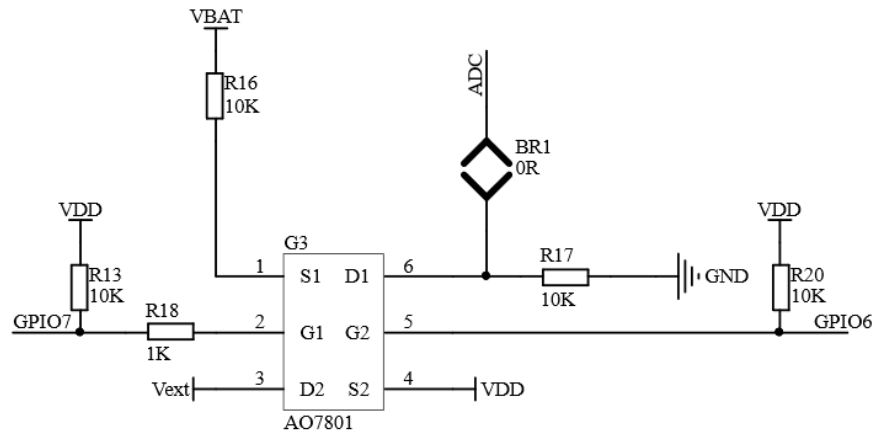 VBAT
R16
10K
ADC
BR1
0R
VDD
R13
10K
GPIO7
R18
1K
G3
1
S1
D1
6
2
G1
G2
5
Vext
3
D2
S2
4
VDD
AO7801
R17
10K
GND
VDD
R20
10K
GPIO6